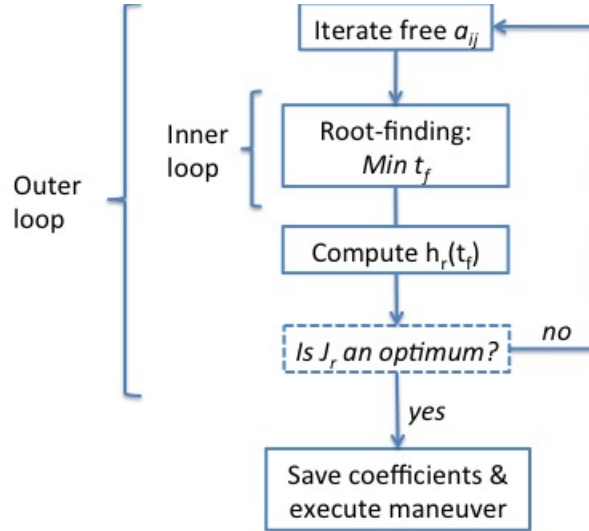 Iterate free a_ij
Inner
loop
Root-finding:
Min t_f
Outer
loop
Compute h_r(t_f)
Is J_r an optimum?
no
yes
Save coefficients &
execute maneuver